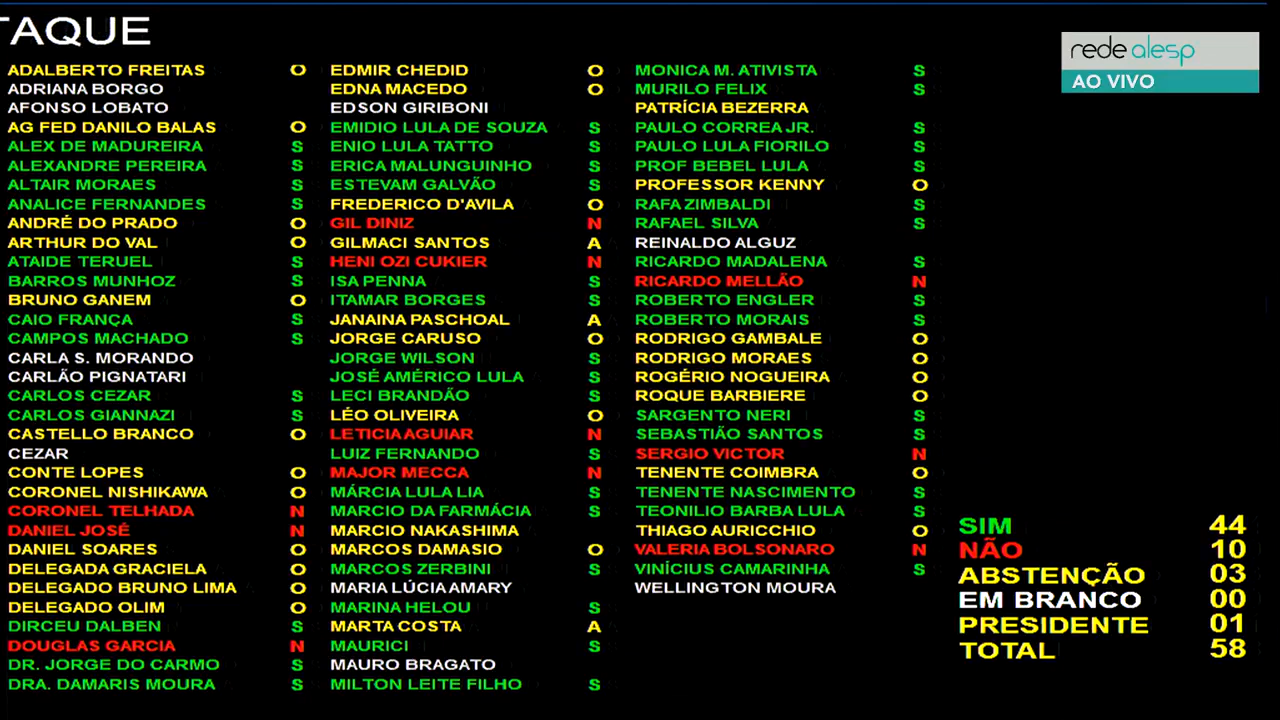 TAQUE
rede alesp
AO VIVO
ADALBERTO FREITAS O
ADRIANA BORGO
AFONSO LOBATO
AG FED DANILO BALAS O
ALEX DE MADUREIRA S
ALEXANDRE PEREIRA S
ALTAIR MORAES S
ANALICE FERNANDES S
ANDRÉ DO PRADO O
ARTHUR DO VAL O
ATAIDE TERUEL S
BARROS MUNHOZ S
BRUNO GANEM O
CAIO FRANÇA S
CAMPOS MACHADO S
CARLA S. MORANDO
CARLÃO PIGNATARI
CARLOS CEZAR S
CARLOS GIANNAZI S
CASTELLO BRANCO O
CEZAR
CONTE LOPES O
CORONEL NISHIKAWA O
CORONEL TELHADA N
DANIEL JOSÉ N
DANIEL SOARES O
DELEGADA GRACIELA O
DELEGADO BRUNO LIMA O
DELEGADO OLIM O
DIRCEU DALBEN S
DOUGLAS GARCIA N
DR. JORGE DO CARMO S
DRA. DAMARIS MOURA S
EDMIR CHEDID O
EDNA MACEDO O
EDSON GIRIBONI
EMIDIO LULA DE SOUZA S
ENIO LULA TATTO S
ERICA MALUNGUINHO S
ESTEVAM GALVÃO S
FREDERICO D'AVILA O
GIL DINIZ N
GILMACI SANTOS A
HENI OZI CUKIER N
ISA PENNA S
ITAMAR BORGES S
JANAINA PASCHOAL A
JORGE CARUSO O
JORGE WILSON S
JOSÉ AMÉRICO LULA S
LECI BRANDÃO S
LÉO OLIVEIRA O
LETICIA AGUIAR N
LUIZ FERNANDO S
MAJOR MECCA N
MÁRCIA LULA LIA S
MARCIO DA FARMÁCIA S
MARCIO NAKASHIMA
MARCOS DAMASIO O
MARCOS ZERBINI S
MARIA LÚCIA AMARY
MARINA HELOU S
MARTA COSTA A
MAURICI S
MAURO BRAGATO
MILTON LEITE FILHO S
MONICA M. ATIVISTA S
MURILO FELIX S
PATRÍCIA BEZERRA
PAULO CORREA JR. S
PAULO LULA FIORILO S
PROF BEBEL LULA S
PROFESSOR KENNY O
RAFA ZIMBALDI S
RAFAEL SILVA S
REINALDO ALGUZ
RICARDO MADALENA S
RICARDO MELLÃO N
ROBERTO ENGLER S
ROBERTO MORAIS S
RODRIGO GAMBALE O
RODRIGO MORAES O
ROGÉRIO NOGUEIRA O
ROQUE BARBIERE O
SARGENTO NERI S
SEBASTIÃO SANTOS S
SERGIO VICTOR N
TENENTE COIMBRA O
TENENTE NASCIMENTO S
TEONILIO BARBA LULA S
THIAGO AURICCHIO O
VALERIA BOLSONARO N
VINÍCIUS CAMARINHA S
WELLINGTON MOURA
SIM 44
NÃO 10
ABSTENÇÃO 03
EM BRANCO 00
PRESIDENTE 01
TOTAL 58